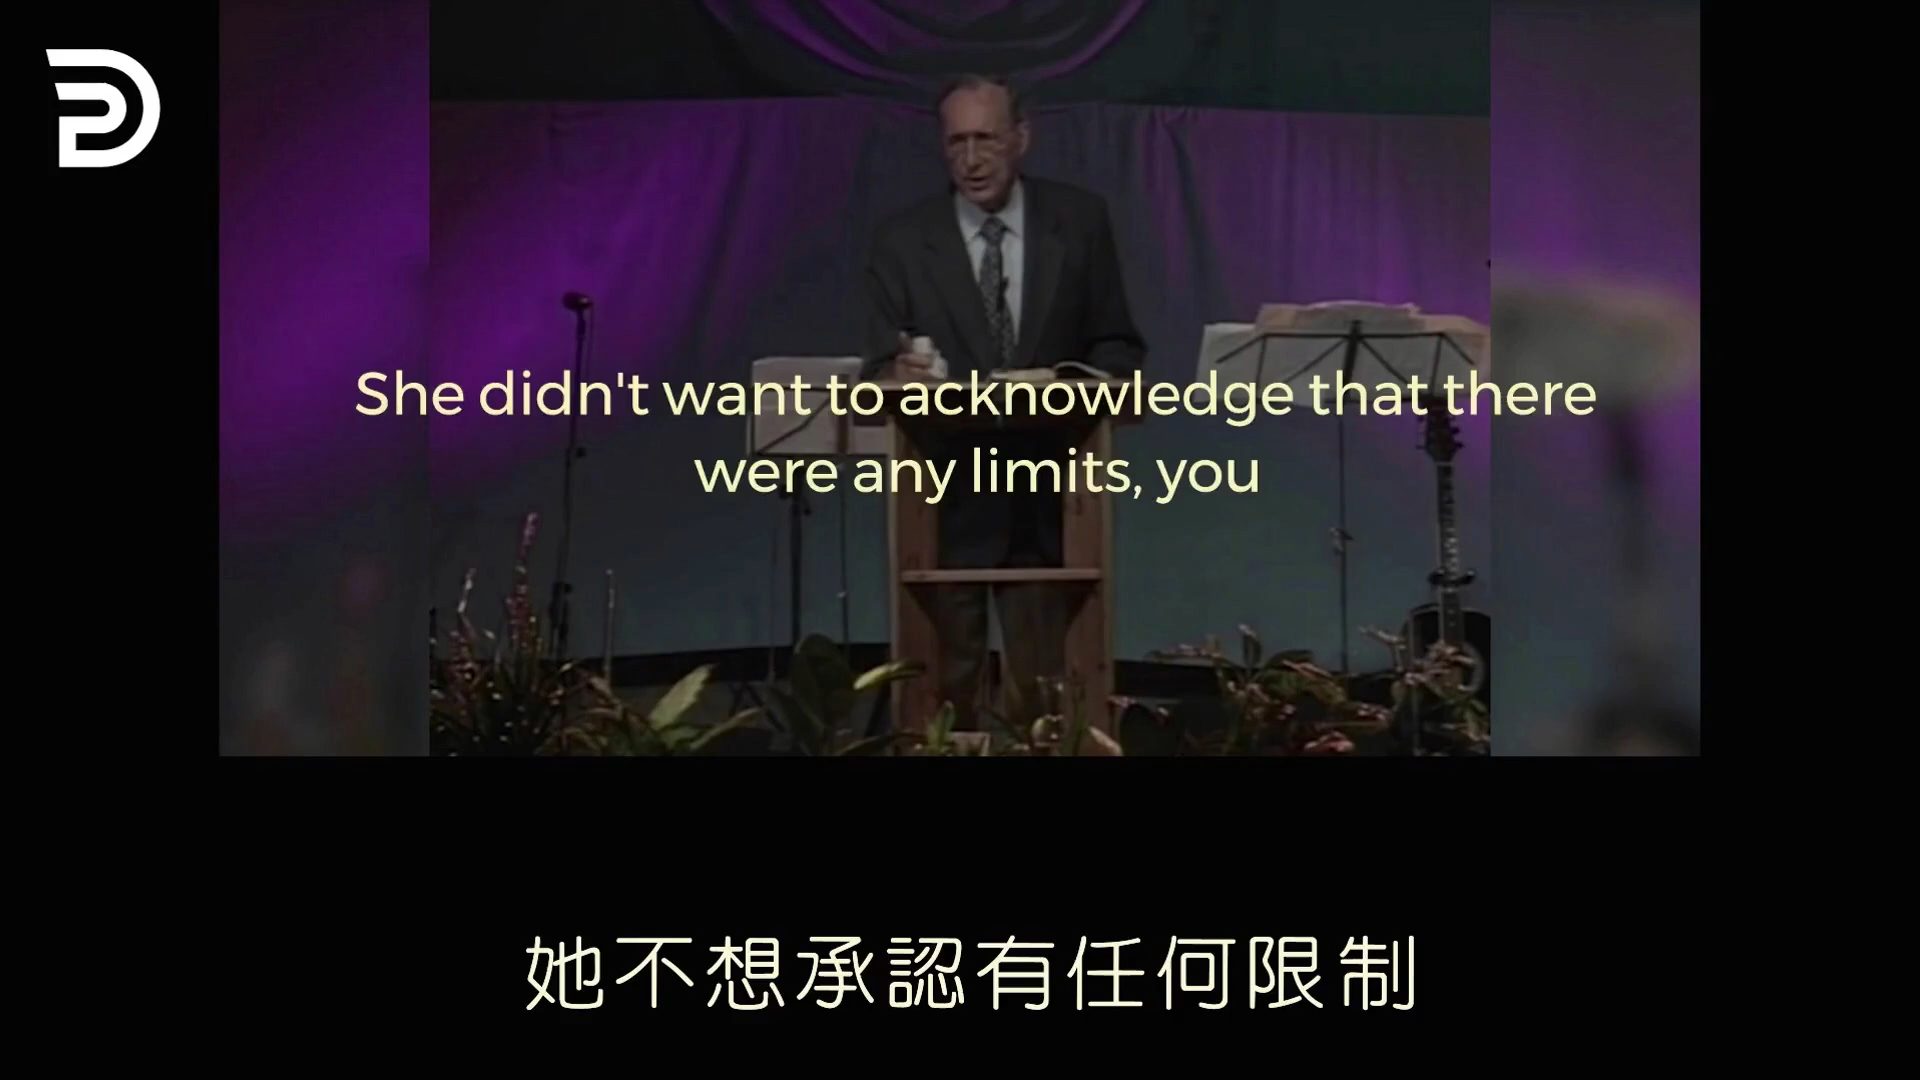 She didn't want to acknowledge that there
were any limits, you
她不想承認有任何限制